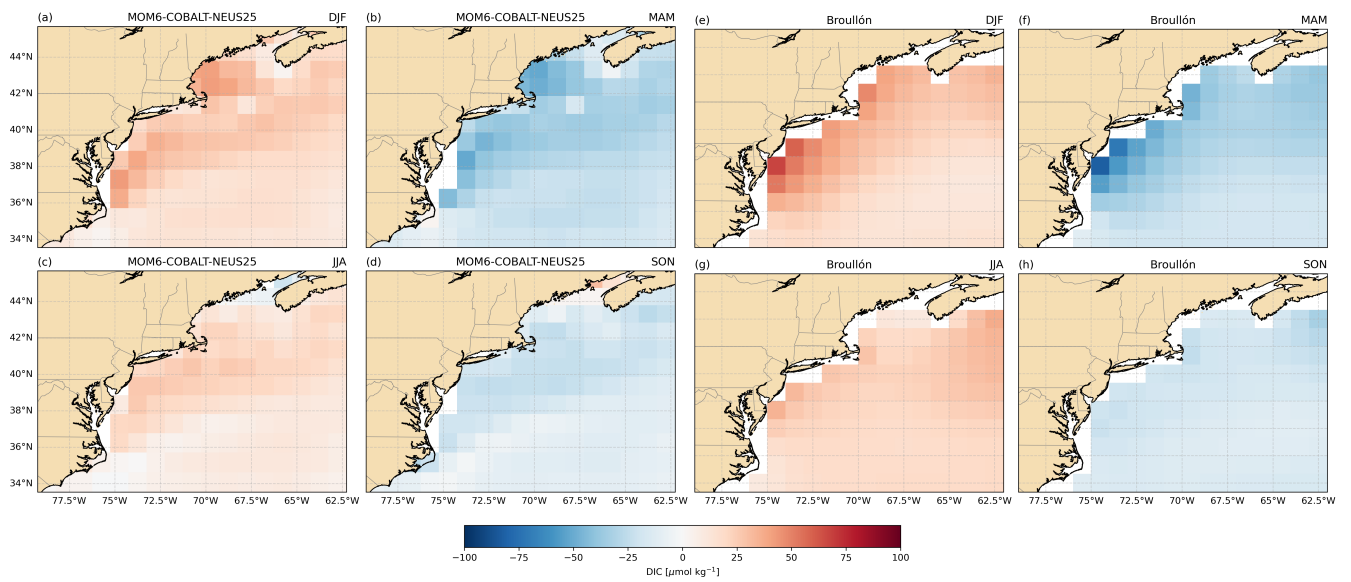 (a) MOM6-COBALT-NEUS25 DJF
(b) MOM6-COBALT-NEUS25 MAM
(e) Broullón DJF
(f) Broullón MAM
44°N
42°N
40°N
38°N
36°N
34°N
(c) MOM6-COBALT-NEUS25 JJA
(d) MOM6-COBALT-NEUS25 SON
(g) Broullón JJA
(h) Broullón SON
44°N
42°N
40°N
38°N
36°N
34°N
77.5°W 75°W 72.5°W 70°W 67.5°W 65°W 62.5°W
77.5°W 75°W 72.5°W 70°W 67.5°W 65°W 62.5°W
77.5°W 75°W 72.5°W 70°W 67.5°W 65°W 62.5°W
77.5°W 75°W 72.5°W 70°W 67.5°W 65°W 62.5°W
−100 −75 −50 −25 0 25 50 75 100
DIC [μmol kg⁻¹]